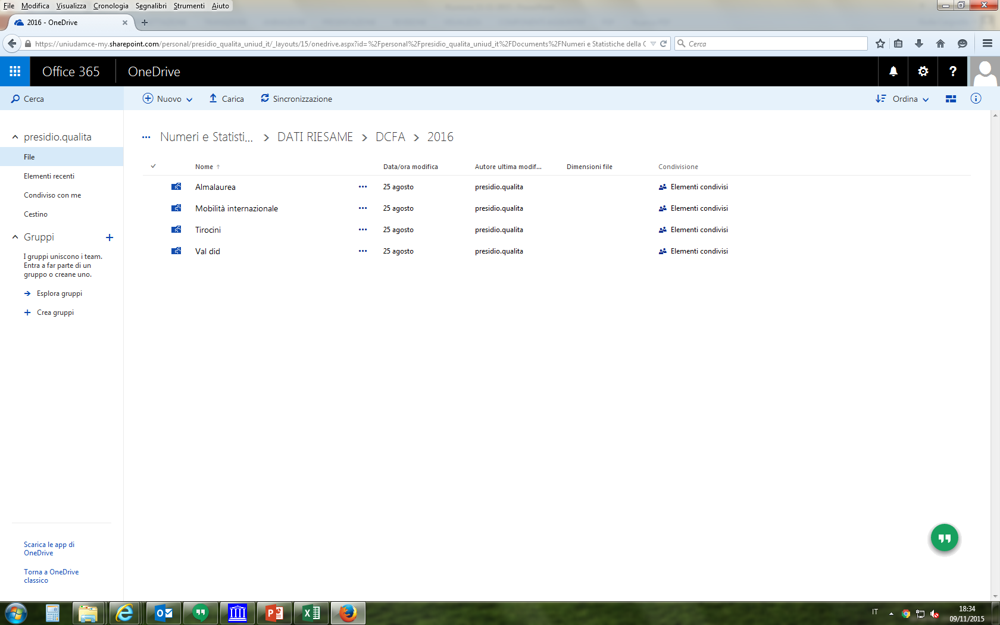 File Modifica Visualizza Cronologia Segnalibri Strumenti Aiuto
2016 - OneDrive
https://uniudamce-my.sharepoint.com/personal/presidio_qualita_uniud_it/_layouts/15/onedrive.aspx?id=%2Fpersonal%2Fpresidio_qualita_uniud_it%2FDocuments%2FNumeri e Statistiche della C
Cerca
Office 365
OneDrive
Cerca
Nuovo Carica Sincronizzazione
Ordina
presidio.qualita
File
Elementi recenti
Condiviso con me
Cestino
Gruppi
I gruppi uniscono i team.
Entra a far parte di un
gruppo o creane uno.
Esplora gruppi
Crea gruppi
Scarica le app di
OneDrive
Torna a OneDrive
classico
... Numeri e Statisti... > DATI RIESAME > DCFA > 2016
Nome ↑ Data/ora modifica Autore ultima modif... Dimensioni file Condivisione
Almalaurea ... 25 agosto presidio.qualita Elementi condivisi
Mobilità internazionale ... 25 agosto presidio.qualita Elementi condivisi
Tirocini ... 25 agosto presidio.qualita Elementi condivisi
Val did ... 25 agosto presidio.qualita Elementi condivisi
IT
18:34
09/11/2015